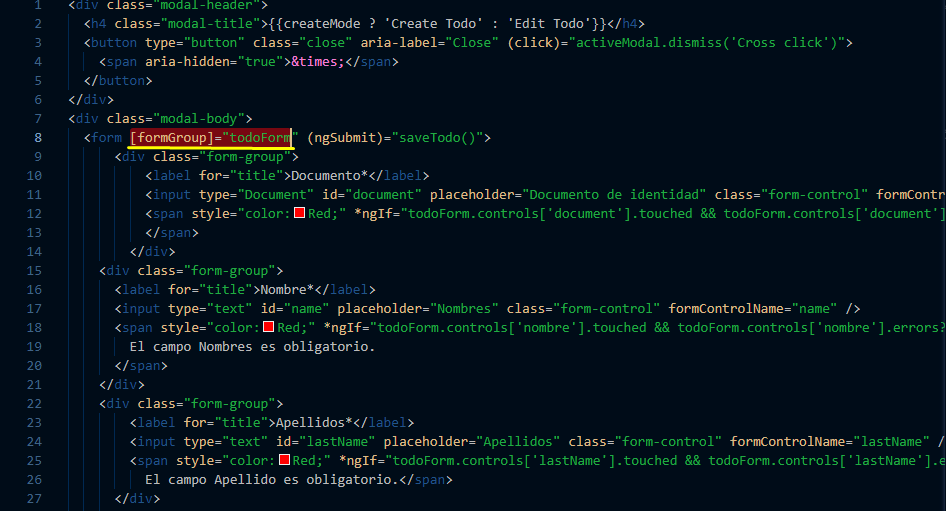 1 <div class="modal-header">
2 <h4 class="modal-title">{{createMode ? 'Create Todo' : 'Edit Todo'}}</h4>
3 <button type="button" class="close" aria-label="Close" (click)="activeModal.dismiss('Cross click')">
4 <span aria-hidden="true">&times;</span>
5 </button>
6 </div>
7 <div class="modal-body">
8 <form [formGroup]="todoForm" (ngSubmit)="saveTodo()">
9 <div class="form-group">
10 <label for="title">Documento*</label>
11 <input type="Document" id="document" placeholder="Documento de identidad" class="form-control" formContr
12 <span style="color:Red;" *ngIf="todoForm.controls['document'].touched && todoForm.controls['document']
13 </span>
14 </div>
15 <div class="form-group">
16 <label for="title">Nombre*</label>
17 <input type="text" id="name" placeholder="Nombres" class="form-control" formControlName="name" />
18 <span style="color:Red;" *ngIf="todoForm.controls['nombre'].touched && todoForm.controls['nombre'].errors?
19 El campo Nombres es obligatorio.
20 </span>
21 </div>
22 <div class="form-group">
23 <label for="title">Apellidos*</label>
24 <input type="text" id="lastName" placeholder="Apellidos" class="form-control" formControlName="lastName" /
25 <span style="color:Red;" *ngIf="todoForm.controls['lastName'].touched && todoForm.controls['lastName'].e
26 El campo Apellido es obligatorio.</span>
27 </div>